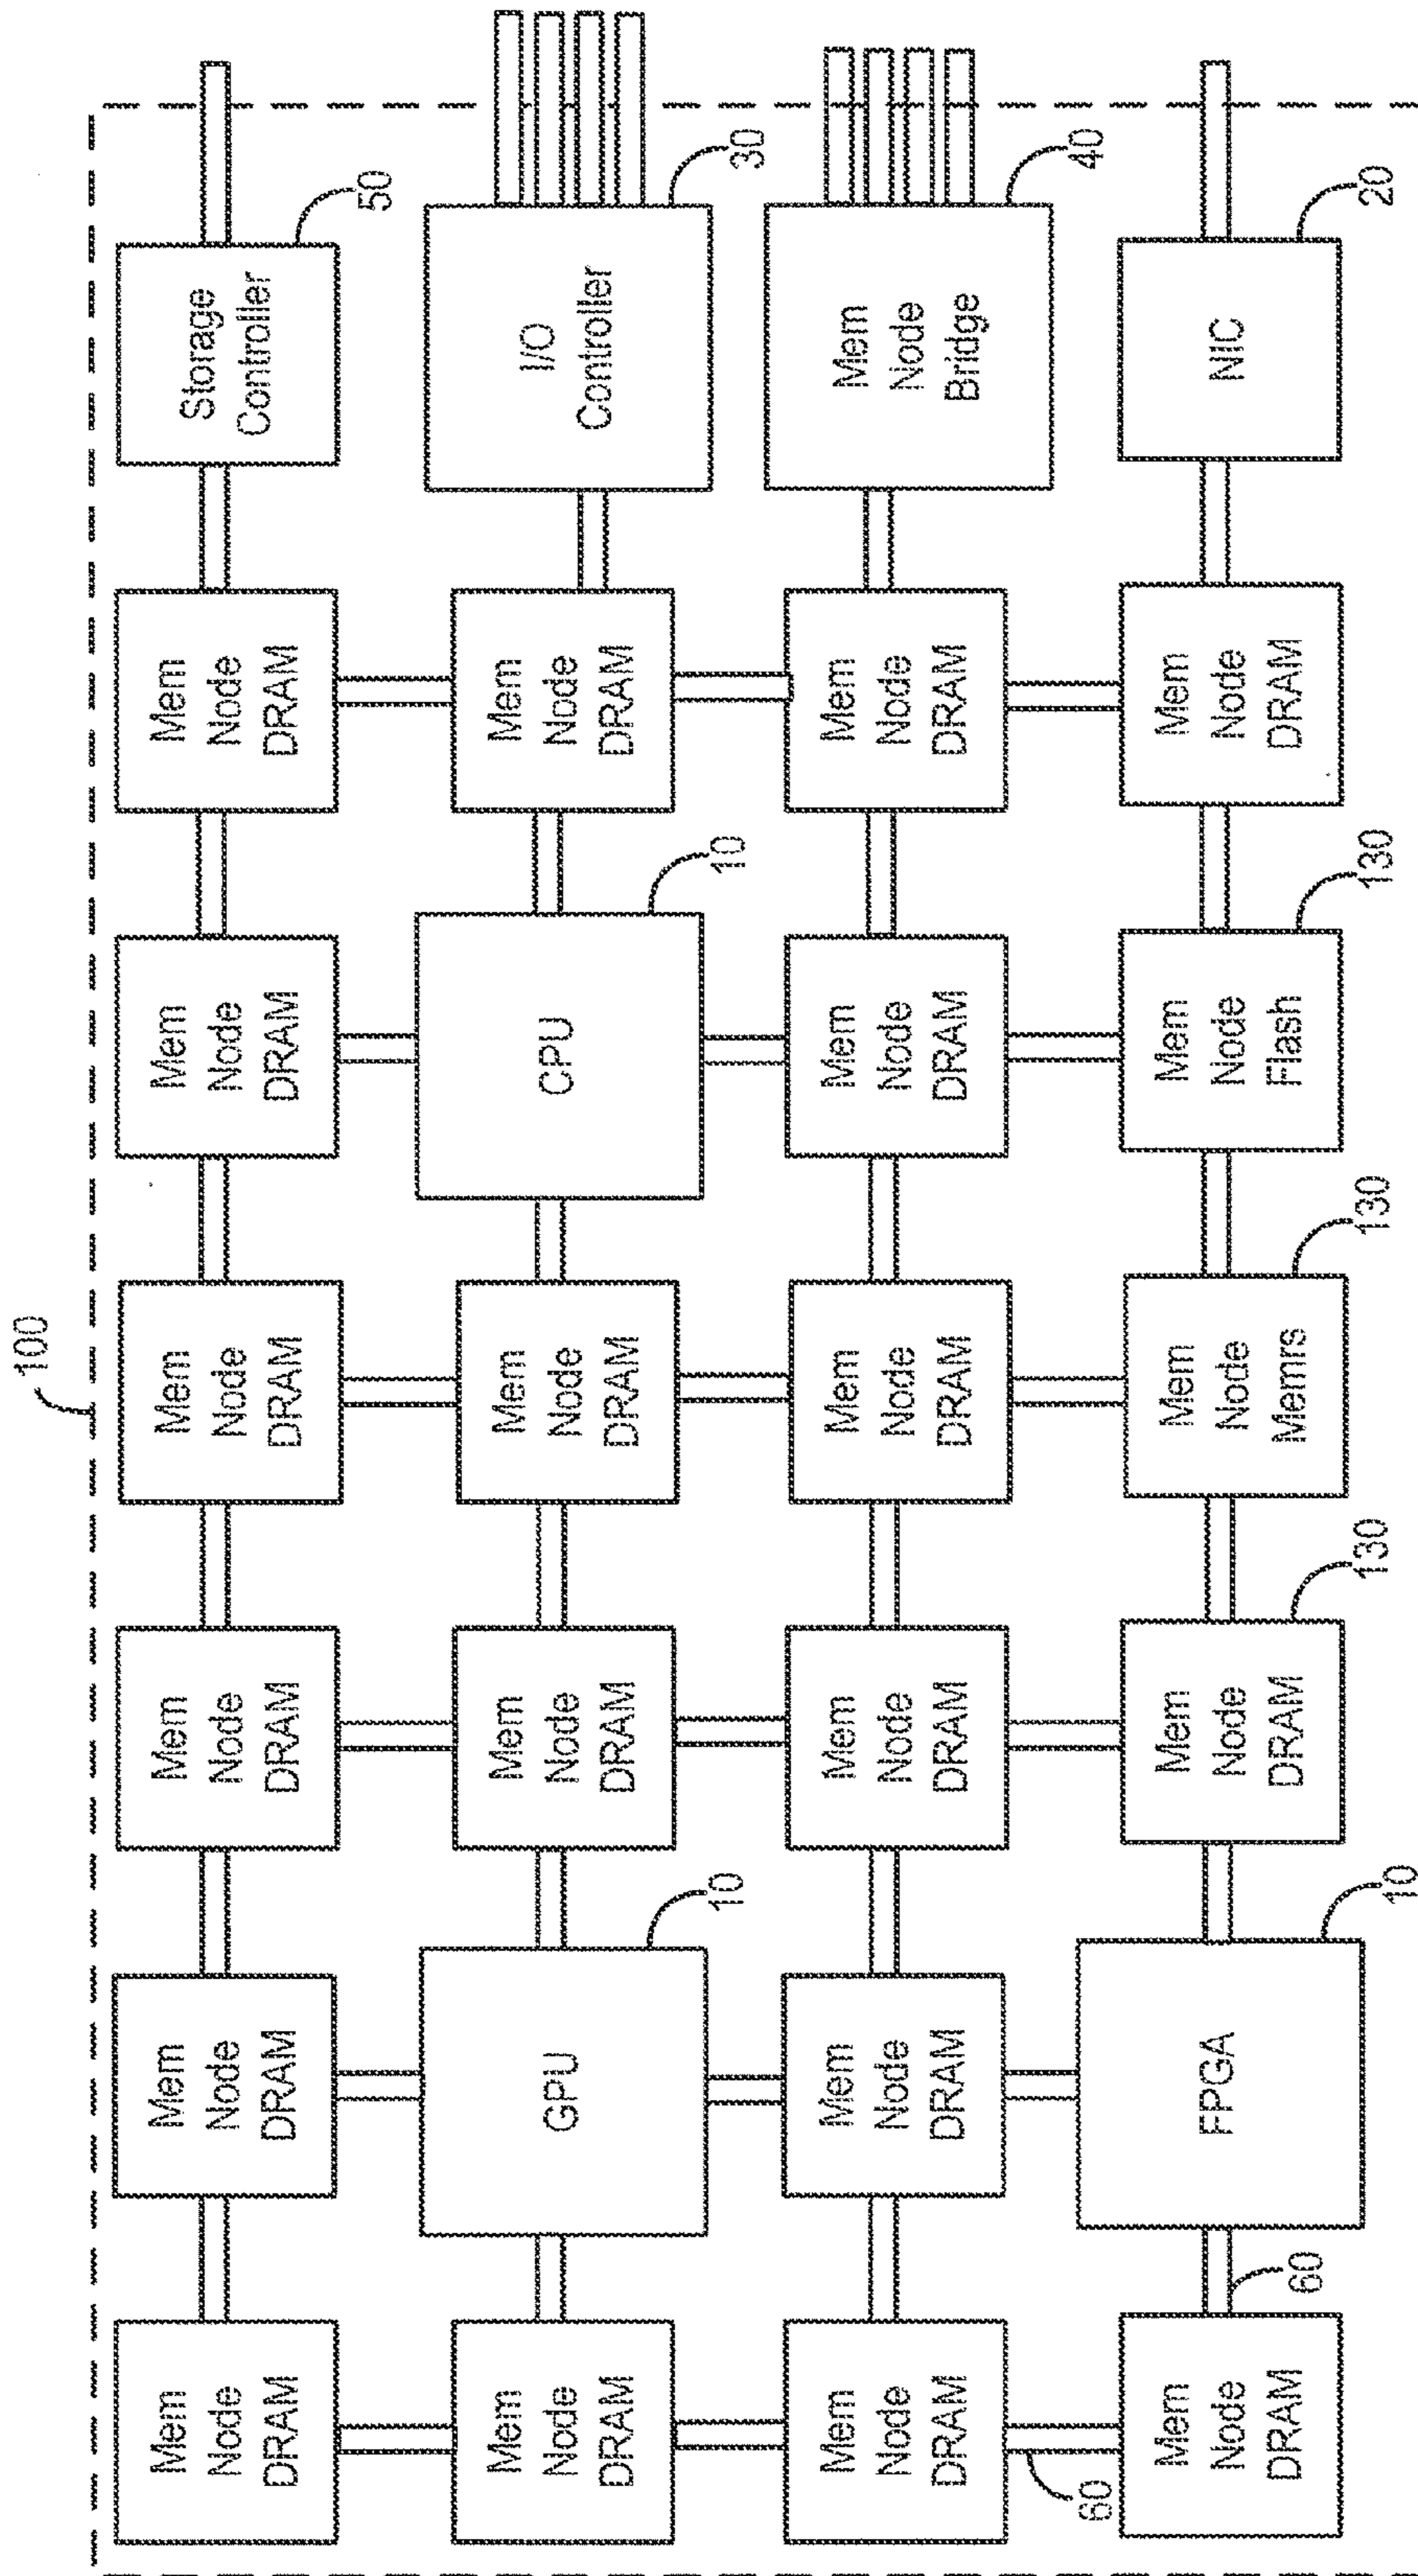 100
Mem
Node
DRAM
Mem
Node
DRAM
Mem
Node
DRAM
Mem
Node
DRAM
Mem
Node
DRAM
Mem
Node
DRAM
Storage
Controller
50
Mem
Node
DRAM
GPU
10
Mem
Node
DRAM
Mem
Node
DRAM
CPU
10
Mem
Node
DRAM
I/O
Controller
30
Mem
Node
DRAM
Mem
Node
DRAM
Mem
Node
DRAM
Mem
Node
DRAM
Mem
Node
DRAM
Mem
Node
DRAM
Mem
Node
Bridge
40
60
Mem
Node
DRAM
60
FPGA
10
Mem
Node
DRAM
130
Mem
Node
Memrs
130
Mem
Node
Flash
130
Mem
Node
DRAM
NIC
20